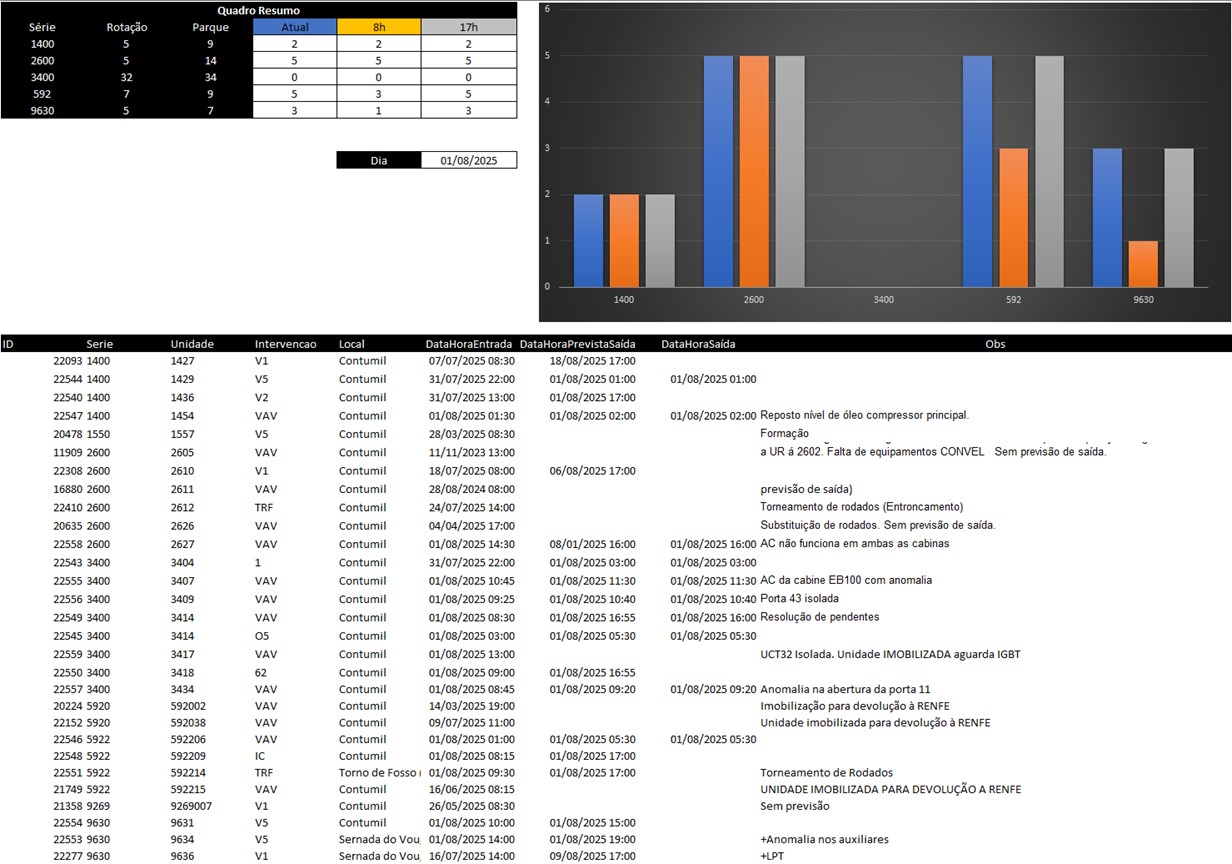 Quadro Resumo
Série Rotação Parque Atual 8h 17h
1400 5 9 2 2 2
2600 5 14 5 5 5
3400 32 34 0 0 0
592 7 9 5 3 5
9630 5 7 3 1 3
Dia 01/08/2025
6
5
4
3
2
1
0
1400 2600 3400 592 9630
ID Serie Unidade Intervencao Local DataHoraEntrada DataHoraPrevistaSaída DataHoraSaída Obs
22093 1400 1427 V1 Contumil 07/07/2025 08:30 18/08/2025 17:00
22544 1400 1429 V5 Contumil 31/07/2025 22:00 01/08/2025 01:00 01/08/2025 01:00
22540 1400 1436 V2 Contumil 31/07/2025 13:00 01/08/2025 17:00
22547 1400 1454 VAV Contumil 01/08/2025 01:30 01/08/2025 02:00 01/08/2025 02:00 Reposto nível de óleo compressor principal.
20478 1550 1557 V5 Contumil 28/03/2025 08:30 Formação
11909 2600 2605 VAV Contumil 11/11/2023 13:00 a UR á 2602. Falta de equipamentos CONVEL Sem previsão de saída.
22308 2600 2610 V1 Contumil 18/07/2025 08:00 06/08/2025 17:00
16880 2600 2611 VAV Contumil 28/08/2024 08:00 previsão de saída)
22410 2600 2612 TRF Contumil 24/07/2025 14:00 Torneamento de rodados (Entroncamento)
20635 2600 2626 VAV Contumil 04/04/2025 17:00 Substituição de rodados. Sem previsão de saída.
22558 2600 2627 VAV Contumil 01/08/2025 14:30 08/01/2025 16:00 01/08/2025 16:00 AC não funciona em ambas as cabinas
22543 3400 3404 1 Contumil 31/07/2025 22:00 01/08/2025 03:00 01/08/2025 03:00
22555 3400 3407 VAV Contumil 01/08/2025 10:45 01/08/2025 11:30 01/08/2025 11:30 AC da cabine EB100 com anomalia
22556 3400 3409 VAV Contumil 01/08/2025 09:25 01/08/2025 10:40 01/08/2025 10:40 Porta 43 isolada
22549 3400 3414 VAV Contumil 01/08/2025 08:30 01/08/2025 16:55 01/08/2025 16:00 Resolução de pendentes
22545 3400 3414 O5 Contumil 01/08/2025 03:00 01/08/2025 05:30 01/08/2025 05:30
22559 3400 3417 VAV Contumil 01/08/2025 13:00 UCT32 Isolada. Unidade IMOBILIZADA aguarda IGBT
22550 3400 3418 62 Contumil 01/08/2025 09:00 01/08/2025 16:55
22557 3400 3434 VAV Contumil 01/08/2025 08:45 01/08/2025 09:20 01/08/2025 09:20 Anomalia na abertura da porta 11
20224 5920 592002 VAV Contumil 14/03/2025 19:00 Imobilização para devolução à RENFE
22152 5920 592038 VAV Contumil 09/07/2025 11:00 Unidade imobilizada para devolução à RENFE
22546 5922 592206 VAV Contumil 01/08/2025 01:00 01/08/2025 05:30 01/08/2025 05:30
22548 5922 592209 IC Contumil 01/08/2025 08:15 01/08/2025 17:00
22551 5922 592214 TRF Torno de Fosso ( 01/08/2025 09:30 01/08/2025 17:00 Torneamento de Rodados
21749 5922 592215 VAV Contumil 16/06/2025 08:15 UNIDADE IMOBILIZADA PARA DEVOLUÇÃO A RENFE
21358 9269 9269007 V1 Contumil 26/05/2025 08:30 Sem previsão
22554 9630 9631 V5 Contumil 01/08/2025 10:00 01/08/2025 15:00
22553 9630 9634 V5 Sernada do Vou 01/08/2025 14:00 01/08/2025 19:00 +Anomalia nos auxiliares
22277 9630 9636 V1 Sernada do Vou 16/07/2025 14:00 09/08/2025 17:00 +LPT